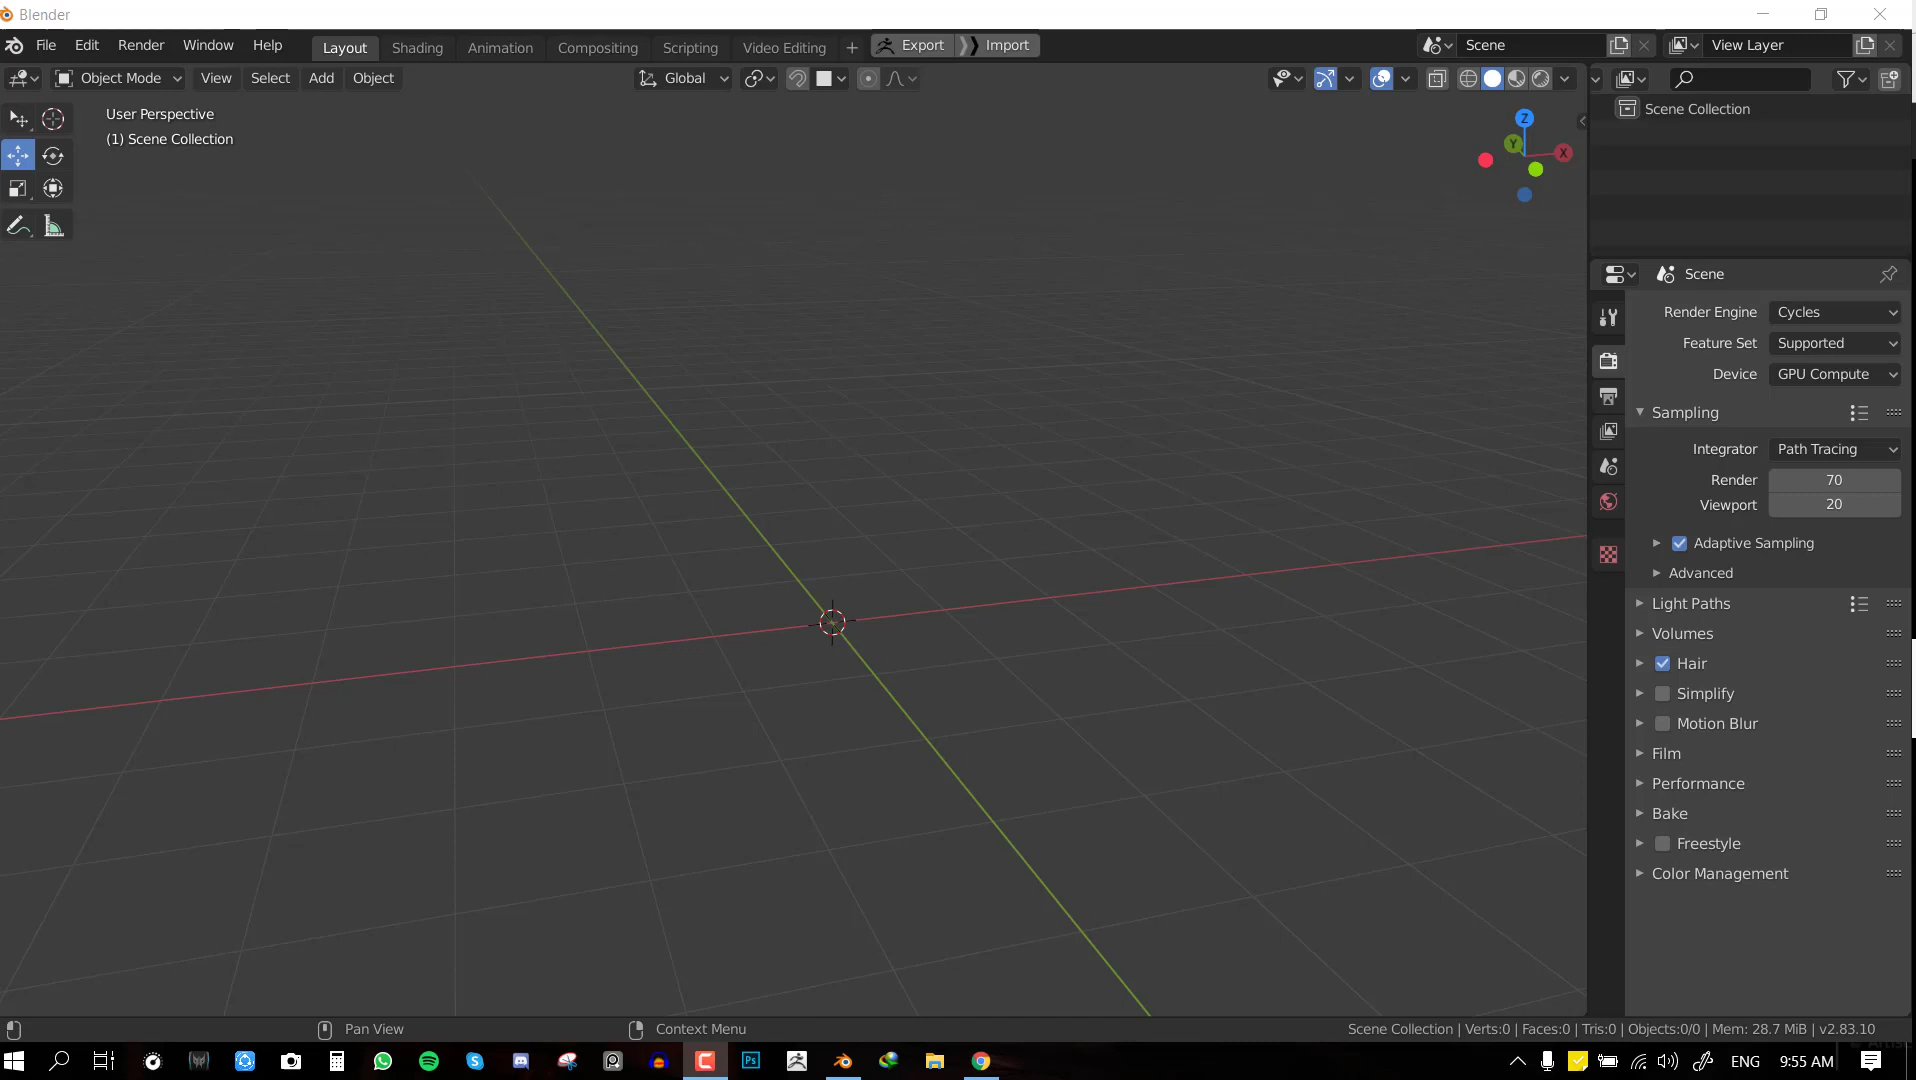 Blender
File Edit Render Window Help Layout Shading Animation Compositing Scripting Video Editing + Export Import Scene View Layer
Object Mode View Select Add Object Global
User Perspective
(1) Scene Collection
Z
Y
X
Scene Collection
Scene
Render Engine Cycles
Feature Set Supported
Device GPU Compute
Sampling
Integrator Path Tracing
Render 70
Viewport 20
Adaptive Sampling
Advanced
Light Paths
Volumes
Hair
Simplify
Motion Blur
Film
Performance
Bake
Freestyle
Color Management
Pan View Context Menu Scene Collection | Verts:0 | Faces:0 | Tris:0 | Objects:0/0 | Mem: 28.7 MiB | v2.83.10
Ps ENG 9:55 AM